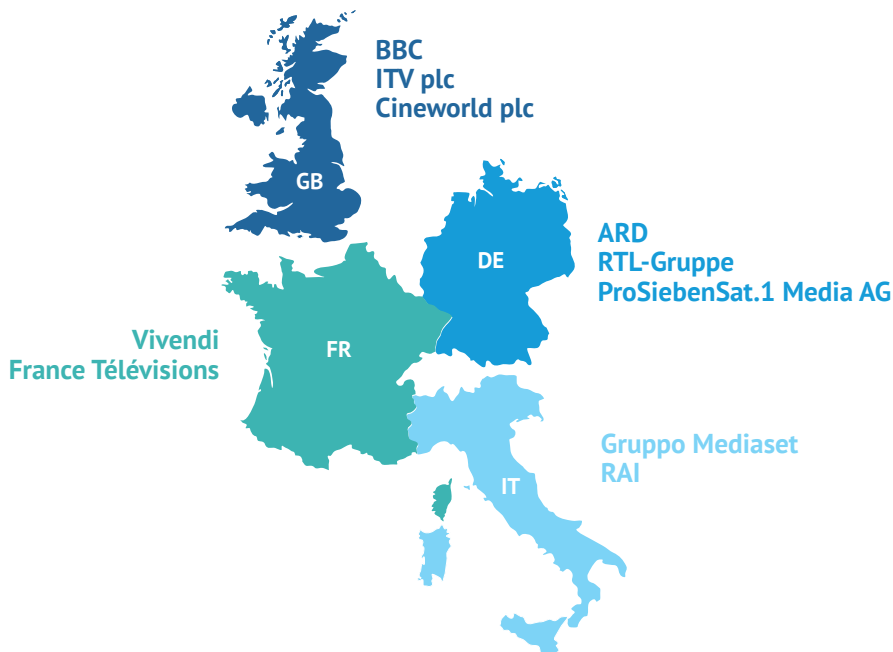 BBC
ITV plc
Cineworld plc
GB
ARD
RTL-Gruppe
ProSiebenSat.1 Media AG
DE
Vivendi
France Télévisions
FR
Gruppo Mediaset
RAI
IT